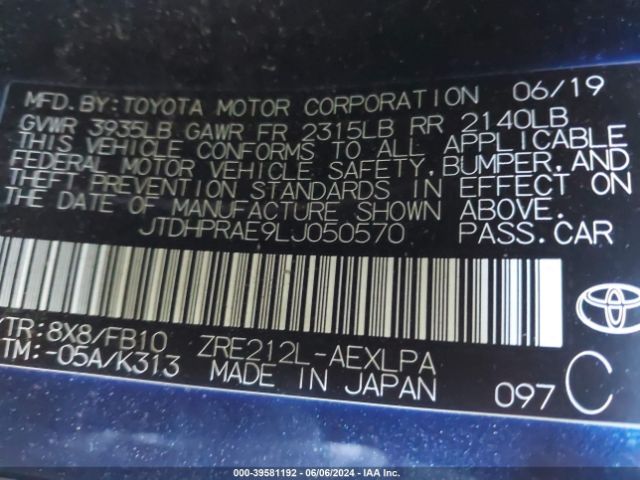 MFD. BY: TOYOTA MOTOR CORPORATION 06/19
GVWR 3935LB GAWR FR 2315LB RR 2140LB
THIS VEHICLE CONFORMS TO ALL APPLICABLE
FEDERAL MOTOR VEHICLE SAFETY, BUMPER, AND
THEFT PREVENTION STANDARDS IN EFFECT ON
THE DATE OF MANUFACTURE SHOWN ABOVE.
JTDHPRAE9LJ050570 PASS. CAR
/TR: 8X8/FB10 ZRE212L-AEXLPA
TM: -05A/K313 MADE IN JAPAN 097 C
TOYOTA
000-39581192 - 06/06/2024 - IAA Inc.